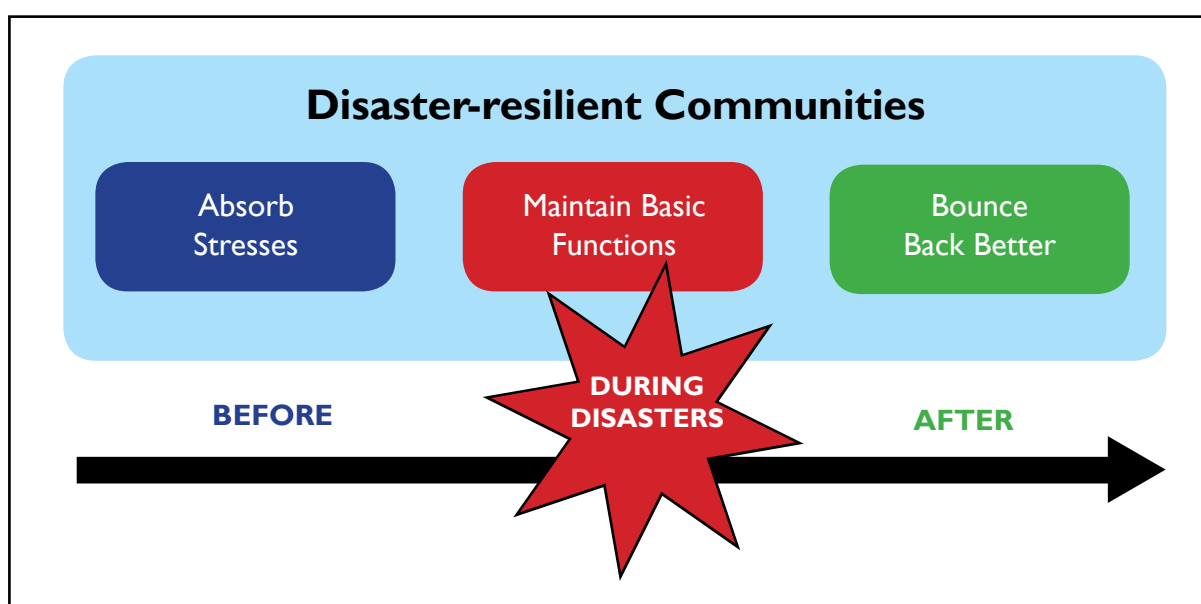 Disaster-resilient Communities
Absorb
Stresses
Maintain Basic
Functions
Bounce
Back Better
BEFORE
DURING
DISASTERS
AFTER